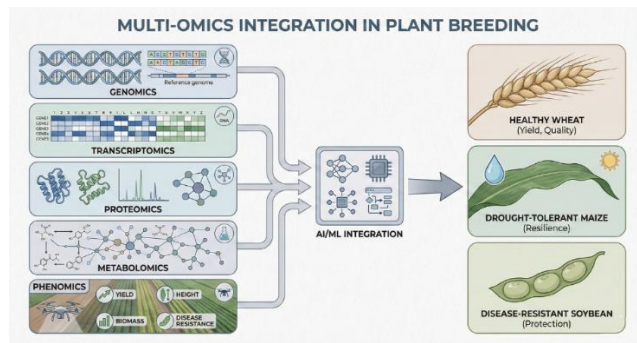 MULTI-OMICS INTEGRATION IN PLANT BREEDING
Reference genome
GENOMICS
DNA
TRANSCRIPTOMICS
PROTEOMICS
METABOLOMICS
PHENOMICS
YIELD
HEIGHT
BIOMASS
DISEASE
RESISTANCE
AI/ML INTEGRATION
HEALTHY WHEAT
(Yield, Quality)
DROUGHT-TOLERANT MAIZE
(Resilience)
DISEASE-RESISTANT SOYBEAN
(Protection)